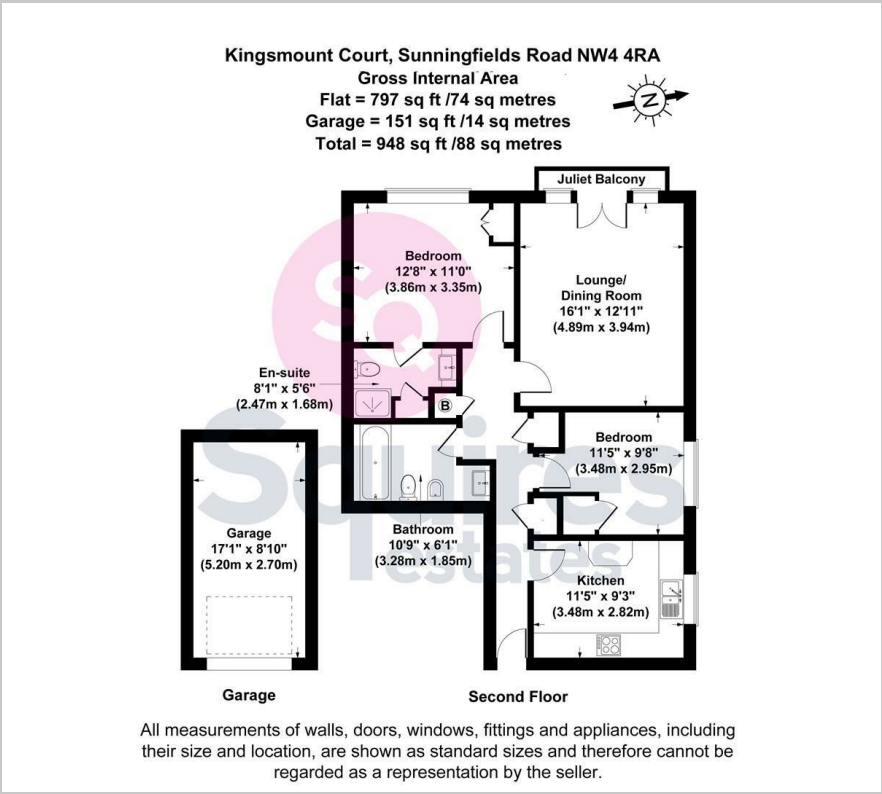 Kingsmount Court, Sunningfields Road NW4 4RA
Gross Internal Area
Flat = 797 sq ft /74 sq metres
Garage = 151 sq ft /14 sq metres
Total = 948 sq ft /88 sq metres
N
Juliet Balcony
Bedroom
12'8" x 11'0"
(3.86m x 3.35m)
Lounge/
Dining Room
16'1" x 12'11"
(4.89m x 3.94m)
SQ
En-suite
8'1" x 5'6"
(2.47m x 1.68m)
B
Bedroom
11'5" x 9'8"
(3.48m x 2.95m)
Squires
estates
Garage
17'1" x 8'10"
(5.20m x 2.70m)
Bathroom
10'9" x 6'1"
(3.28m x 1.85m)
Kitchen
11'5" x 9'3"
(3.48m x 2.82m)
Garage
Second Floor
All measurements of walls, doors, windows, fittings and appliances, including
their size and location, are shown as standard sizes and therefore cannot be
regarded as a representation by the seller.